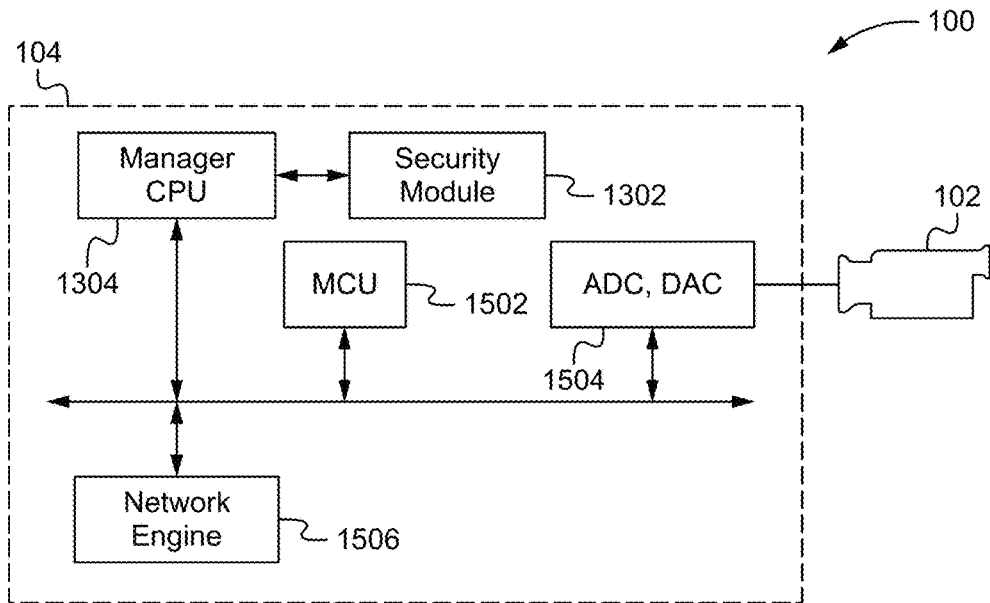 100
104
Manager
CPU
Security
Module
1302
102
1304
MCU
1502
ADC, DAC
1504
Network
Engine
1506